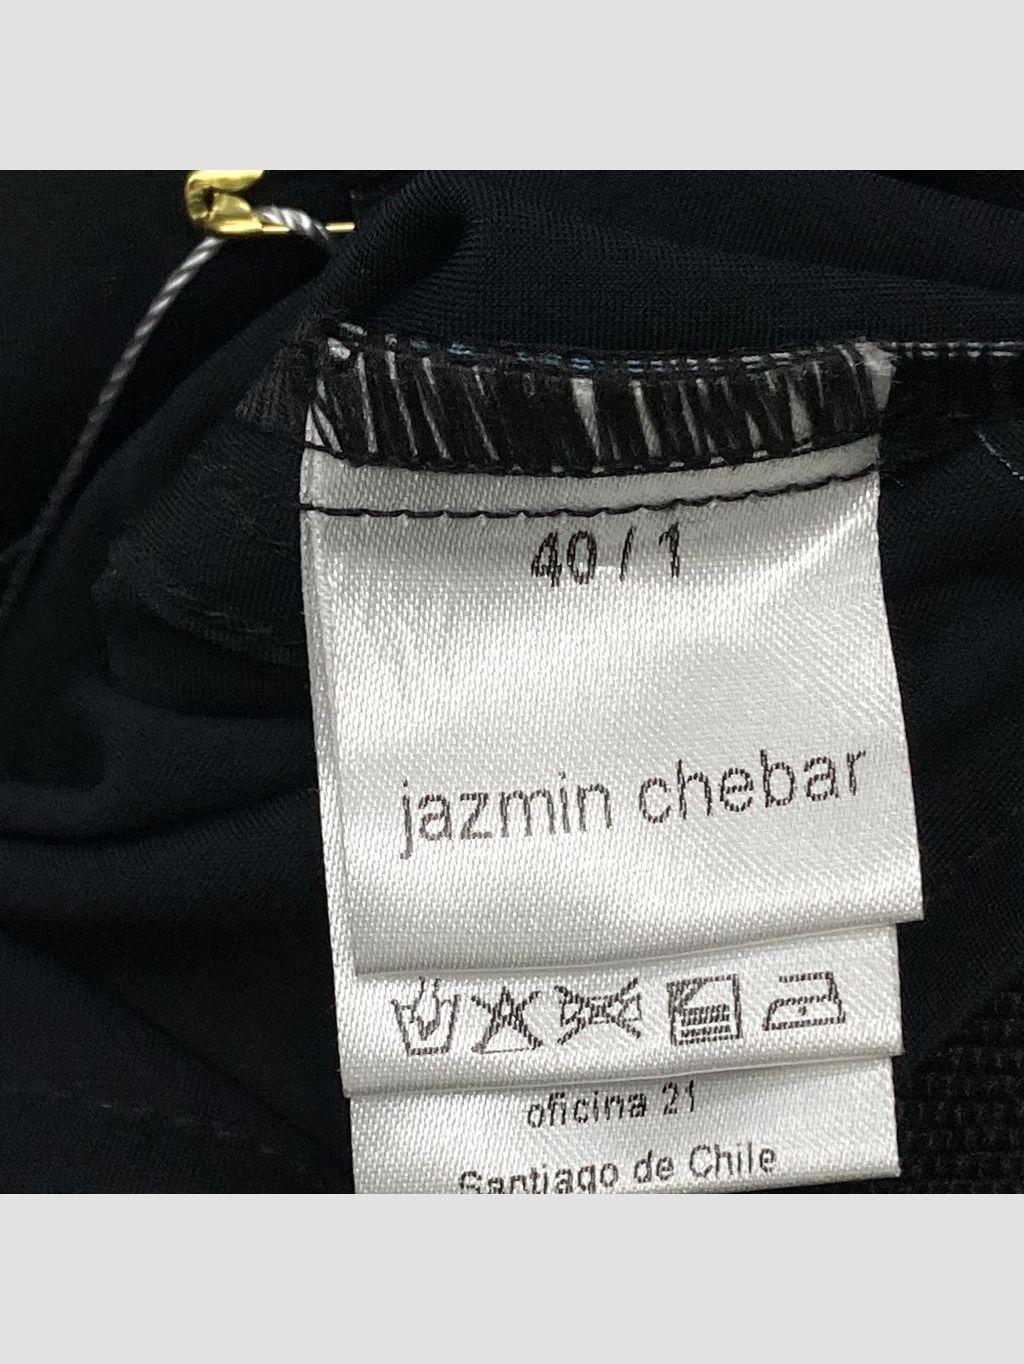 40 / 1
jazmin chebar
oficina 21
Santiago de Chile